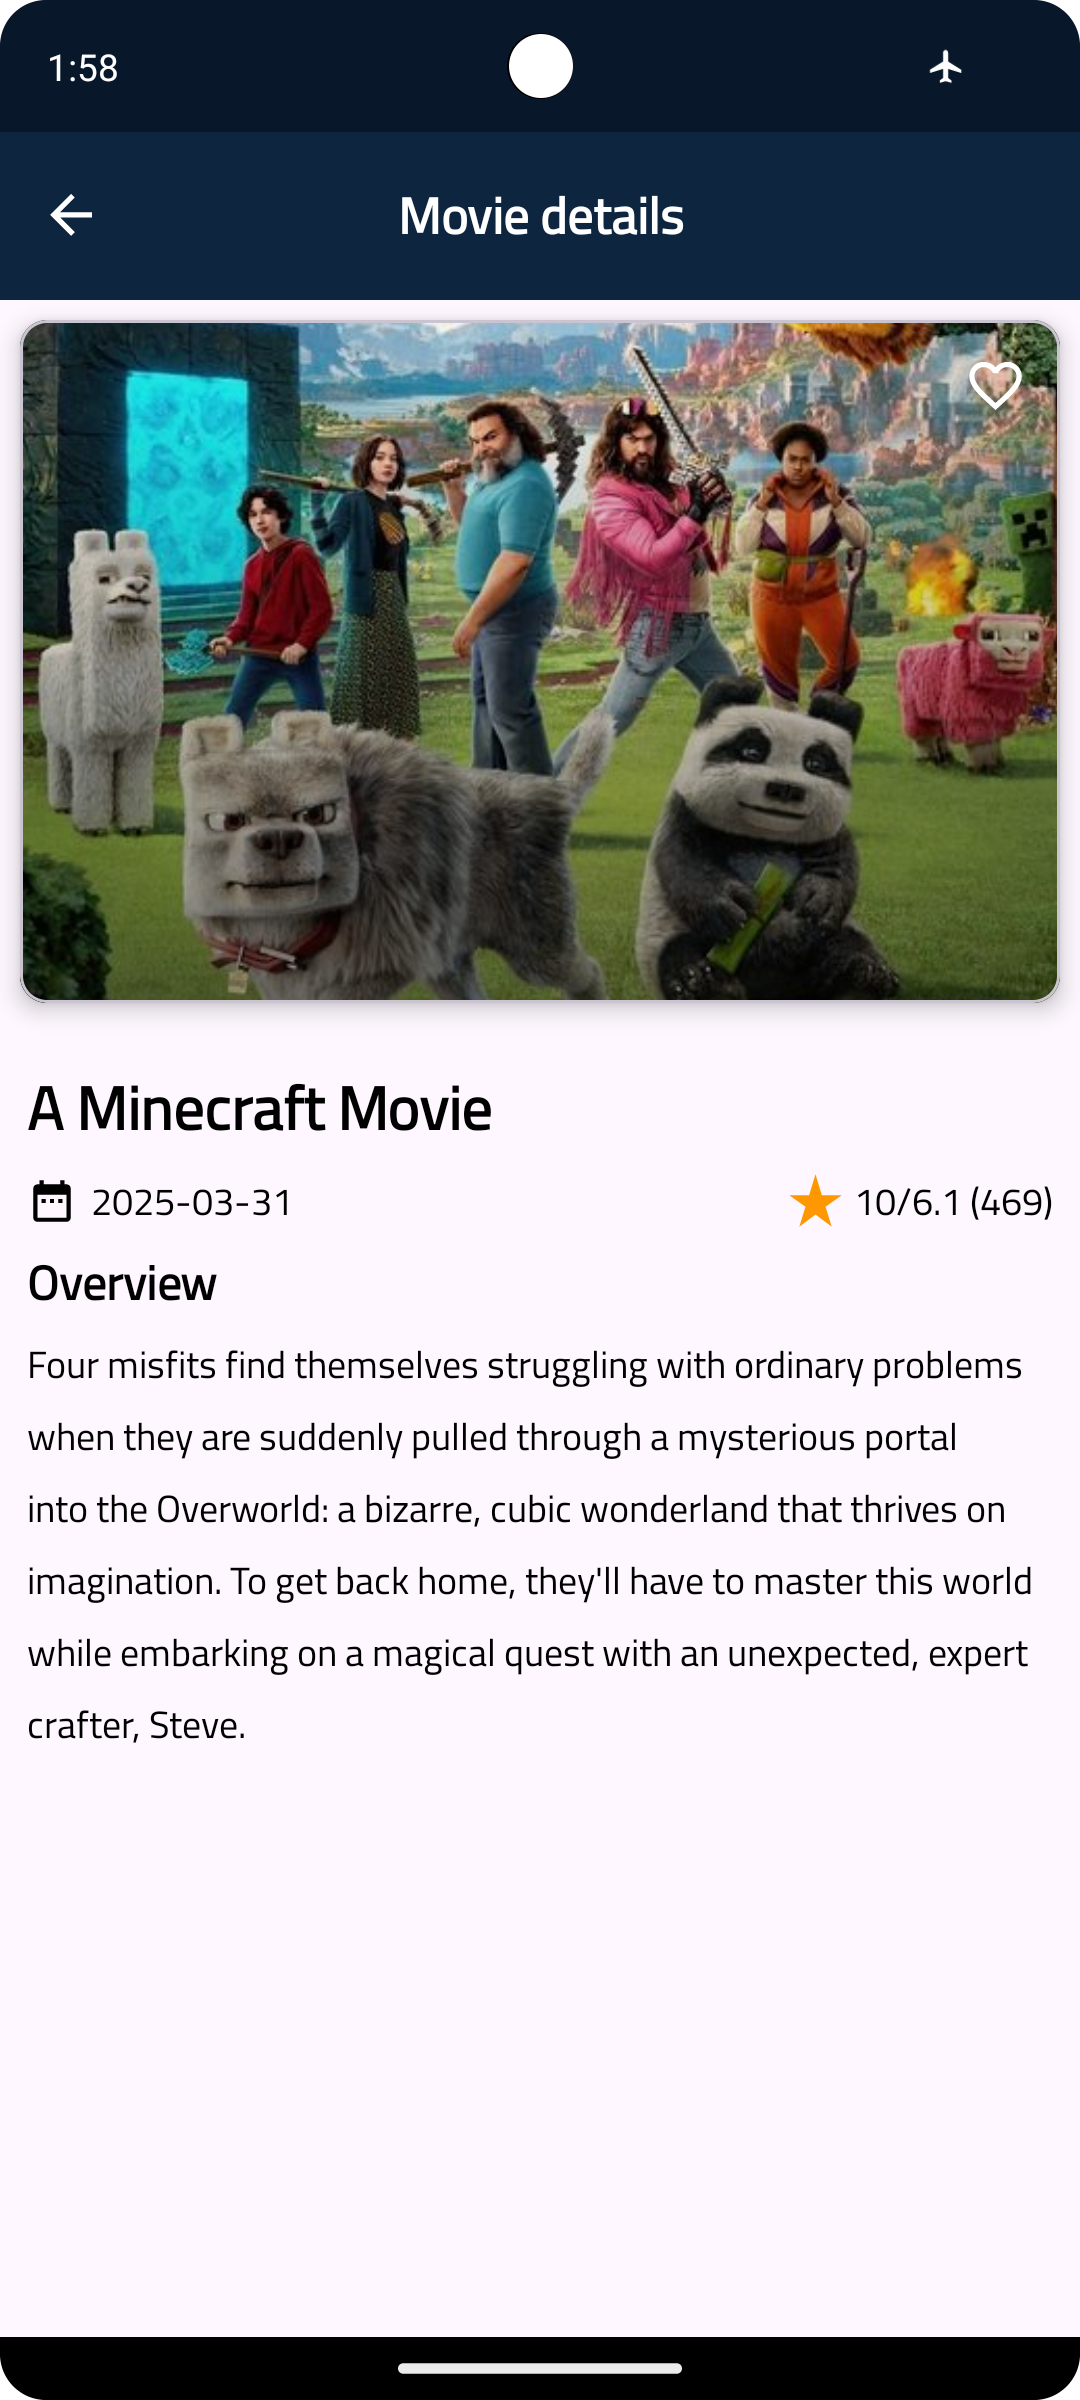 1:58
Movie details
A Minecraft Movie
2025-03-31
10/6.1 (469)
Overview
Four misfits find themselves struggling with ordinary problems
when they are suddenly pulled through a mysterious portal
into the Overworld: a bizarre, cubic wonderland that thrives on
imagination. To get back home, they'll have to master this world
while embarking on a magical quest with an unexpected, expert
crafter, Steve.